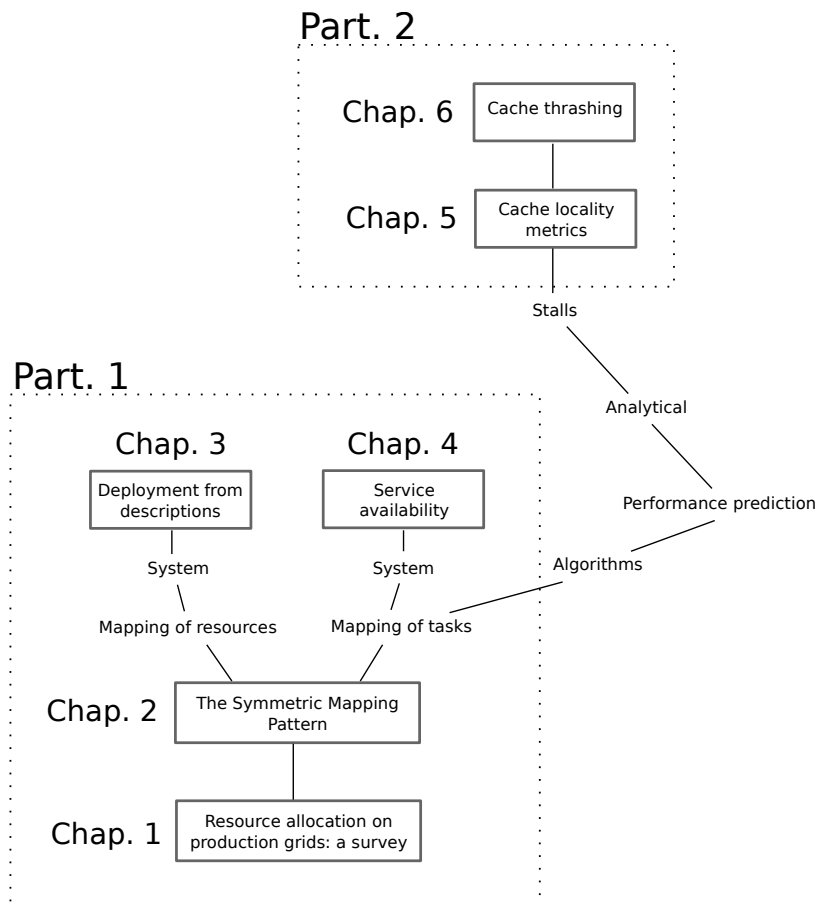 Part. 2
Chap. 6
Cache thrashing
Chap. 5
Cache locality
metrics
Stalls
Analytical
Performance prediction
Algorithms
Part. 1
Chap. 3
Deployment from
descriptions
System
Mapping of resources
Chap. 4
Service
availability
System
Mapping of tasks
Chap. 2
The Symmetric Mapping
Pattern
Chap. 1
Resource allocation on
production grids: a survey